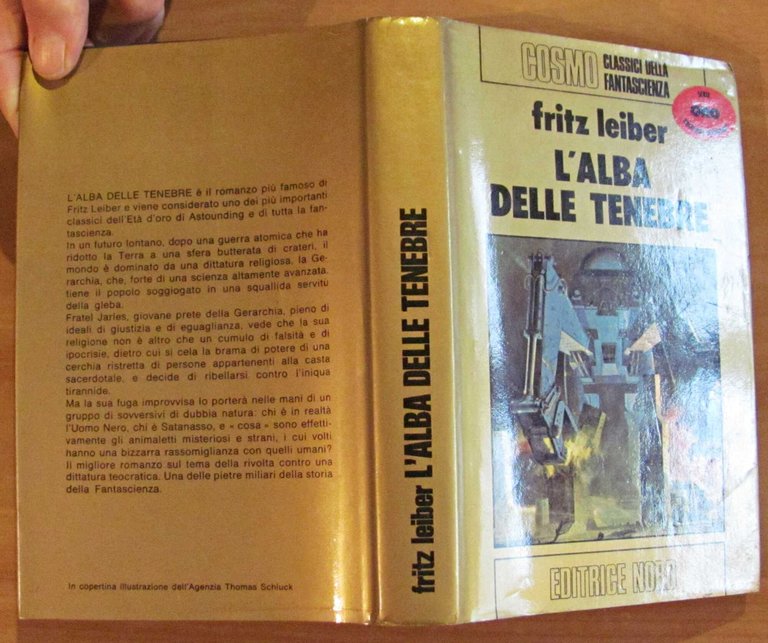 L'ALBA DELLE TENEBRE è il romanzo più famoso di
Fritz Leiber e viene considerato uno dei più importanti
classici dell'Età d'oro di Astounding e di tutta la fan-
tascienza.
In un futuro lontano, dopo una guerra atomica che ha
ridotto la Terra a una sfera butterata di crateri, il
mondo è dominato da una dittatura religiosa, la Ge-
rarchia, che, forte di una scienza altamente avanzata,
tiene il popolo soggiogato in una squallida servitù
della gleba.
Fratel Jarles, giovane prete della Gerarchia, pieno di
ideali di giustizia e di eguaglianza, vede che la sua
religione non è altro che un cumulo di falsità e di
ipocrisie, dietro cui si cela la brama di potere di una
cerchia ristretta di persone appartenenti alla casta
sacerdotale, e decide di ribellarsi contro l'iniqua
tirannide.
Ma la sua fuga improvvisa lo porterà nelle mani di un
gruppo di sovversivi di dubbia natura: chi è in realtà
l'Uomo Nero, chi è Satanasso, e « cosa » sono effetti-
vamente gli animaletti misteriosi e strani, i cui volti
hanno una bizzarra rassomiglianza con quelli umani?
Il migliore romanzo sul tema della rivolta contro una
dittatura teocratica. Una delle pietre miliari della storia
della Fantascienza.
In copertina illustrazione dell'Agenzia Thomas Schluck
fritz leiber L'ALBA DELLE TENEBRE
COSMO CLASSICI DELLA
FANTASCIENZA
fritz leiber
L'ALBA
DELLE TENEBRE
EDITRICE NORD